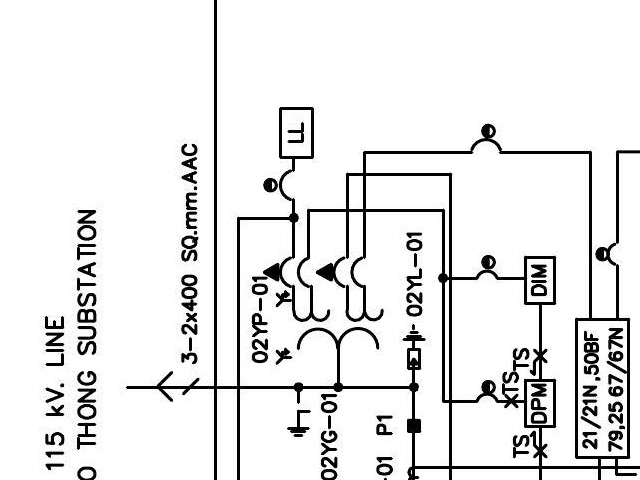 115 kV. LINE
O THONG SUBSTATION
3-2x400 SQ.mm.AAC
LL
02YP-01
02YG-01
-01 P1
02YL-01
TS
TS
TS
DIM
DPM
21/21N,50BF
79,25 67/67N